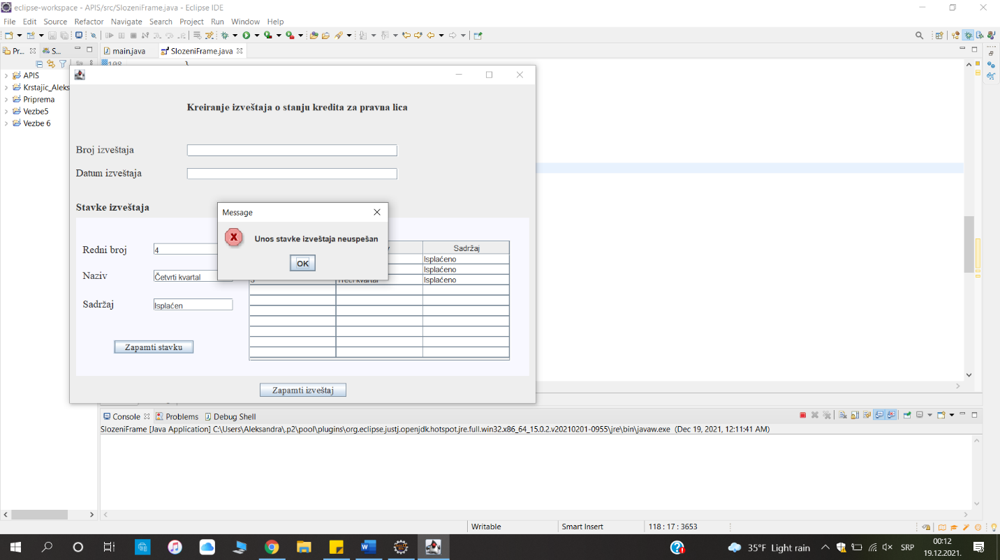 eclipse-workspace - APIS/src/SlozeniFrame.java - Eclipse IDE
File Edit Source Refactor Navigate Search Project Run Window Help
Pr... S... main.java SlozeniFrame.java
108 }
APIS
Krstajic_Aleks
Priprema
Vezbe5
Vezbe 6
Kreiranje izveštaja o stanju kredita za pravna lica
Broj izveštaja
Datum izveštaja
Stavke izveštaja
Message
Unos stavke izveštaja neuspešan
OK
Redni broj 4
Naziv Četvrti kvartal
Sadržaj Isplaćen
Zapamti stavku
Sadržaj
Isplaćeno
Isplaćeno
3 Treći kvartal Isplaćeno
Zapamti izveštaj
Console Problems Debug Shell
SlozeniFrame [Java Application] C:\Users\Aleksandra\.p2\pool\plugins\org.eclipse.justj.openjdk.hotspot.jre.full.win32.x86_64_15.0.2.v20210201-0955\jre\bin\javaw.exe (Dec 19, 2021, 12:11:41 AM)
Writable Smart Insert 118 : 17 : 3653
35°F Light rain SRP 00:12
19.12.2021.